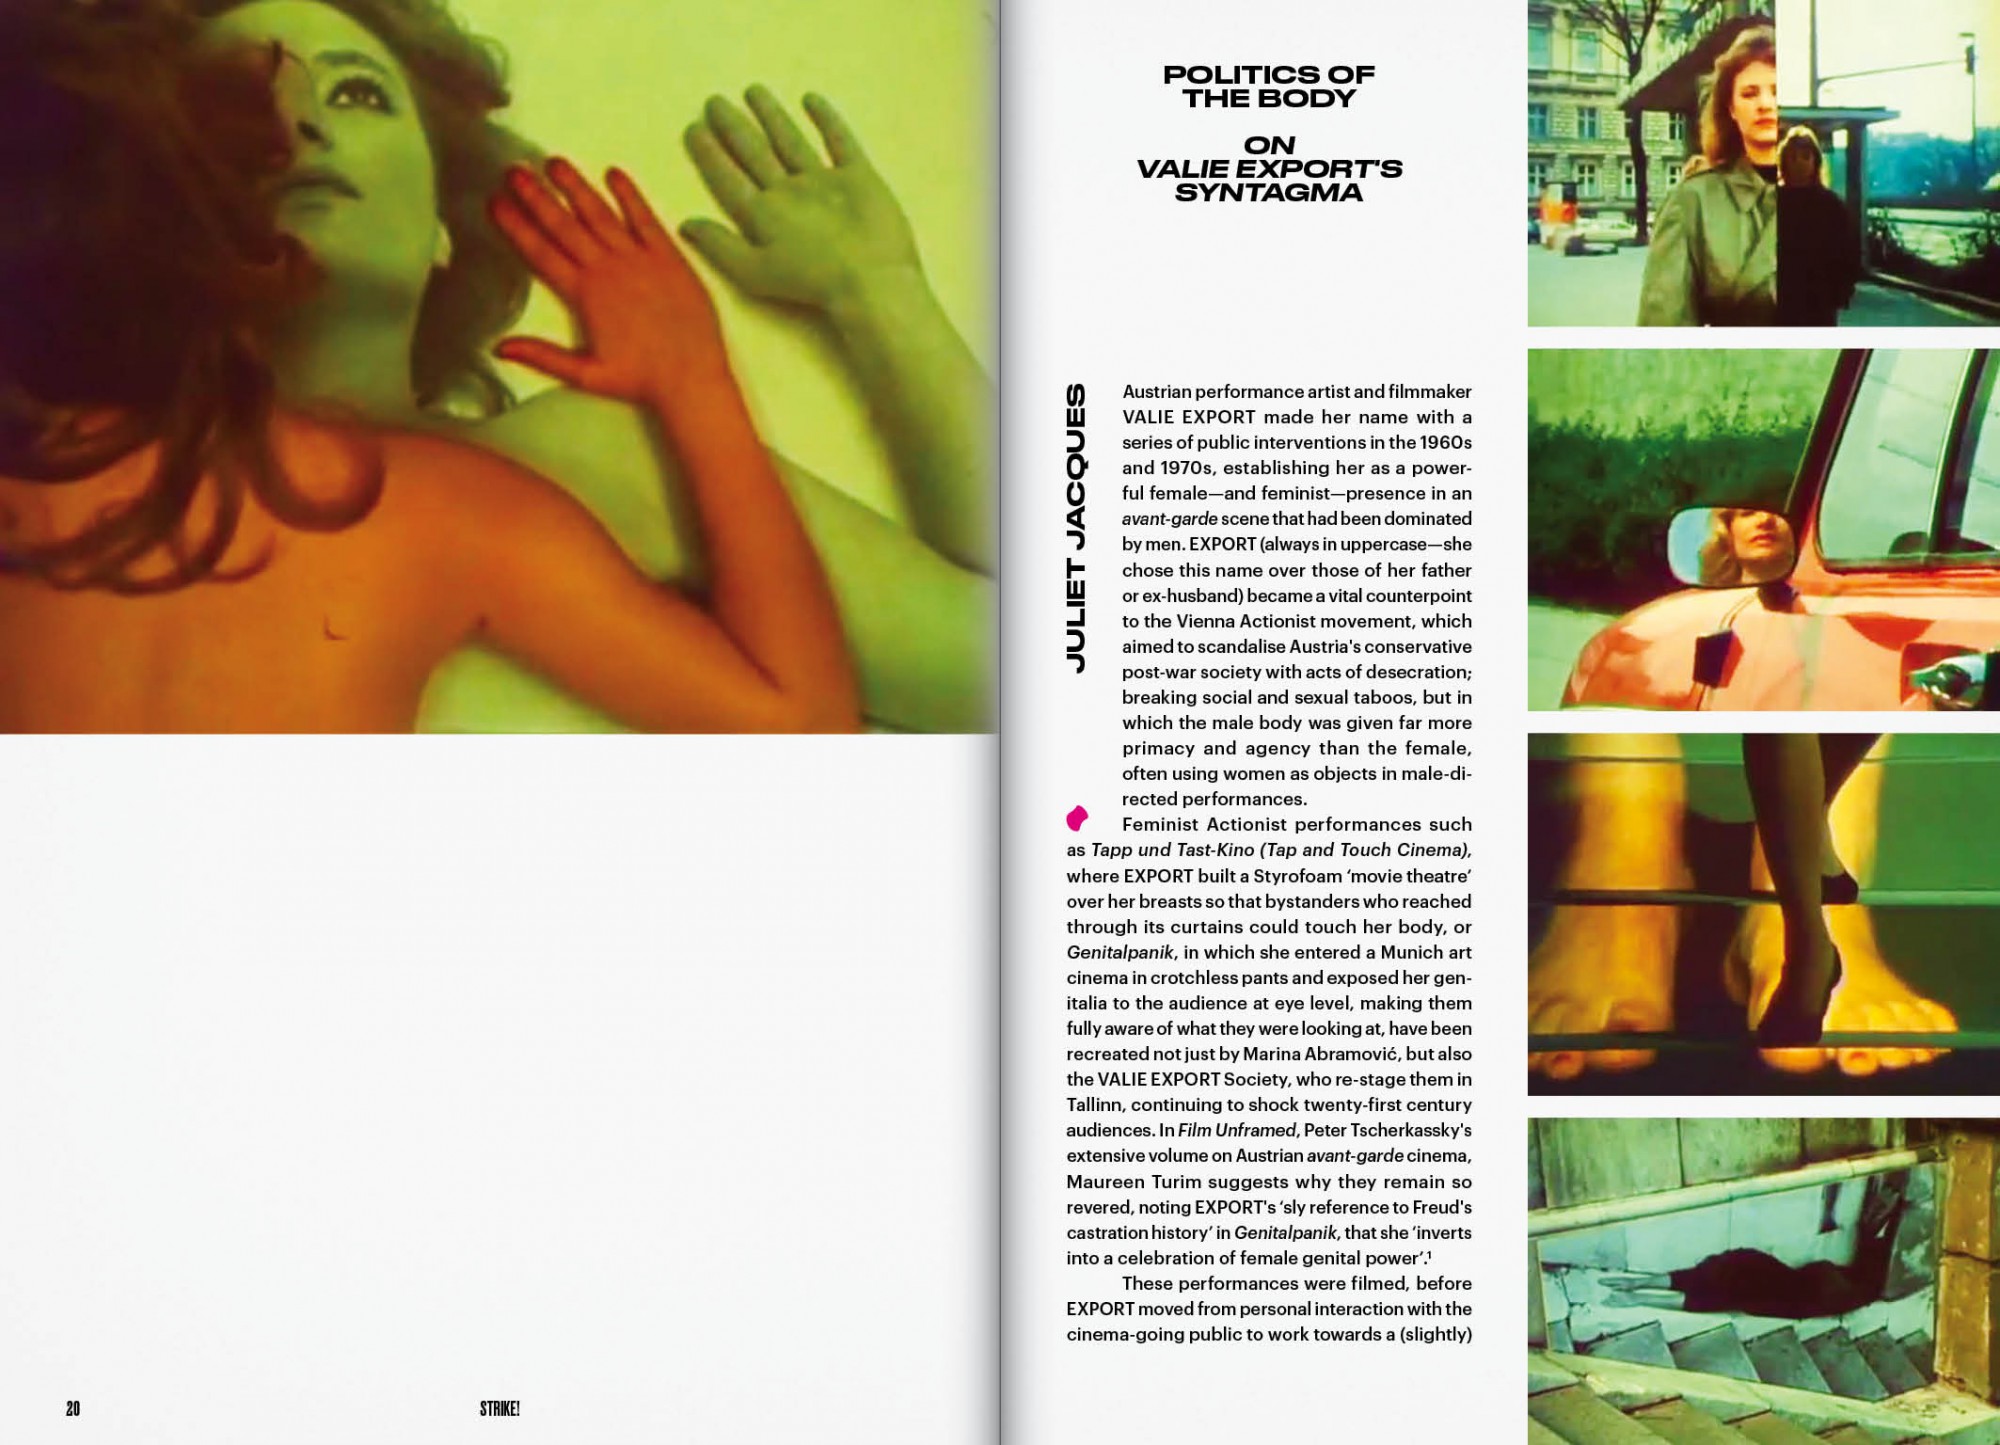 POLITICS OF
THE BODY
ON
VALIE EXPORT'S
SYNTAGMA
JULIET JACQUES
Austrian performance artist and filmmaker
VALIE EXPORT made her name with a
series of public interventions in the 1960s
and 1970s, establishing her as a power-
ful female—and feminist—presence in an
avant-garde scene that had been dominated
by men. EXPORT (always in uppercase—she
chose this name over those of her father
or ex-husband) became a vital counterpoint
to the Vienna Actionist movement, which
aimed to scandalise Austria's conservative
post-war society with acts of desecration;
breaking social and sexual taboos, but in
which the male body was given far more
primacy and agency than the female,
often using women as objects in male-di-
rected performances.
Feminist Actionist performances such
as Tapp und Tast-Kino (Tap and Touch Cinema),
where EXPORT built a Styrofoam ‘movie theatre’
over her breasts so that bystanders who reached
through its curtains could touch her body, or
Genitalpanik, in which she entered a Munich art
cinema in crotchless pants and exposed her gen-
italia to the audience at eye level, making them
fully aware of what they were looking at, have been
recreated not just by Marina Abramović, but also
the VALIE EXPORT Society, who re-stage them in
Tallinn, continuing to shock twenty-first century
audiences. In Film Unframed, Peter Tscherkassky's
extensive volume on Austrian avant-garde cinema,
Maureen Turim suggests why they remain so
revered, noting EXPORT's ‘sly reference to Freud's
castration history’ in Genitalpanik, that she ‘inverts
into a celebration of female genital power’.¹
These performances were filmed, before
EXPORT moved from personal interaction with the
cinema-going public to work towards a (slightly)
20
STRIKE!